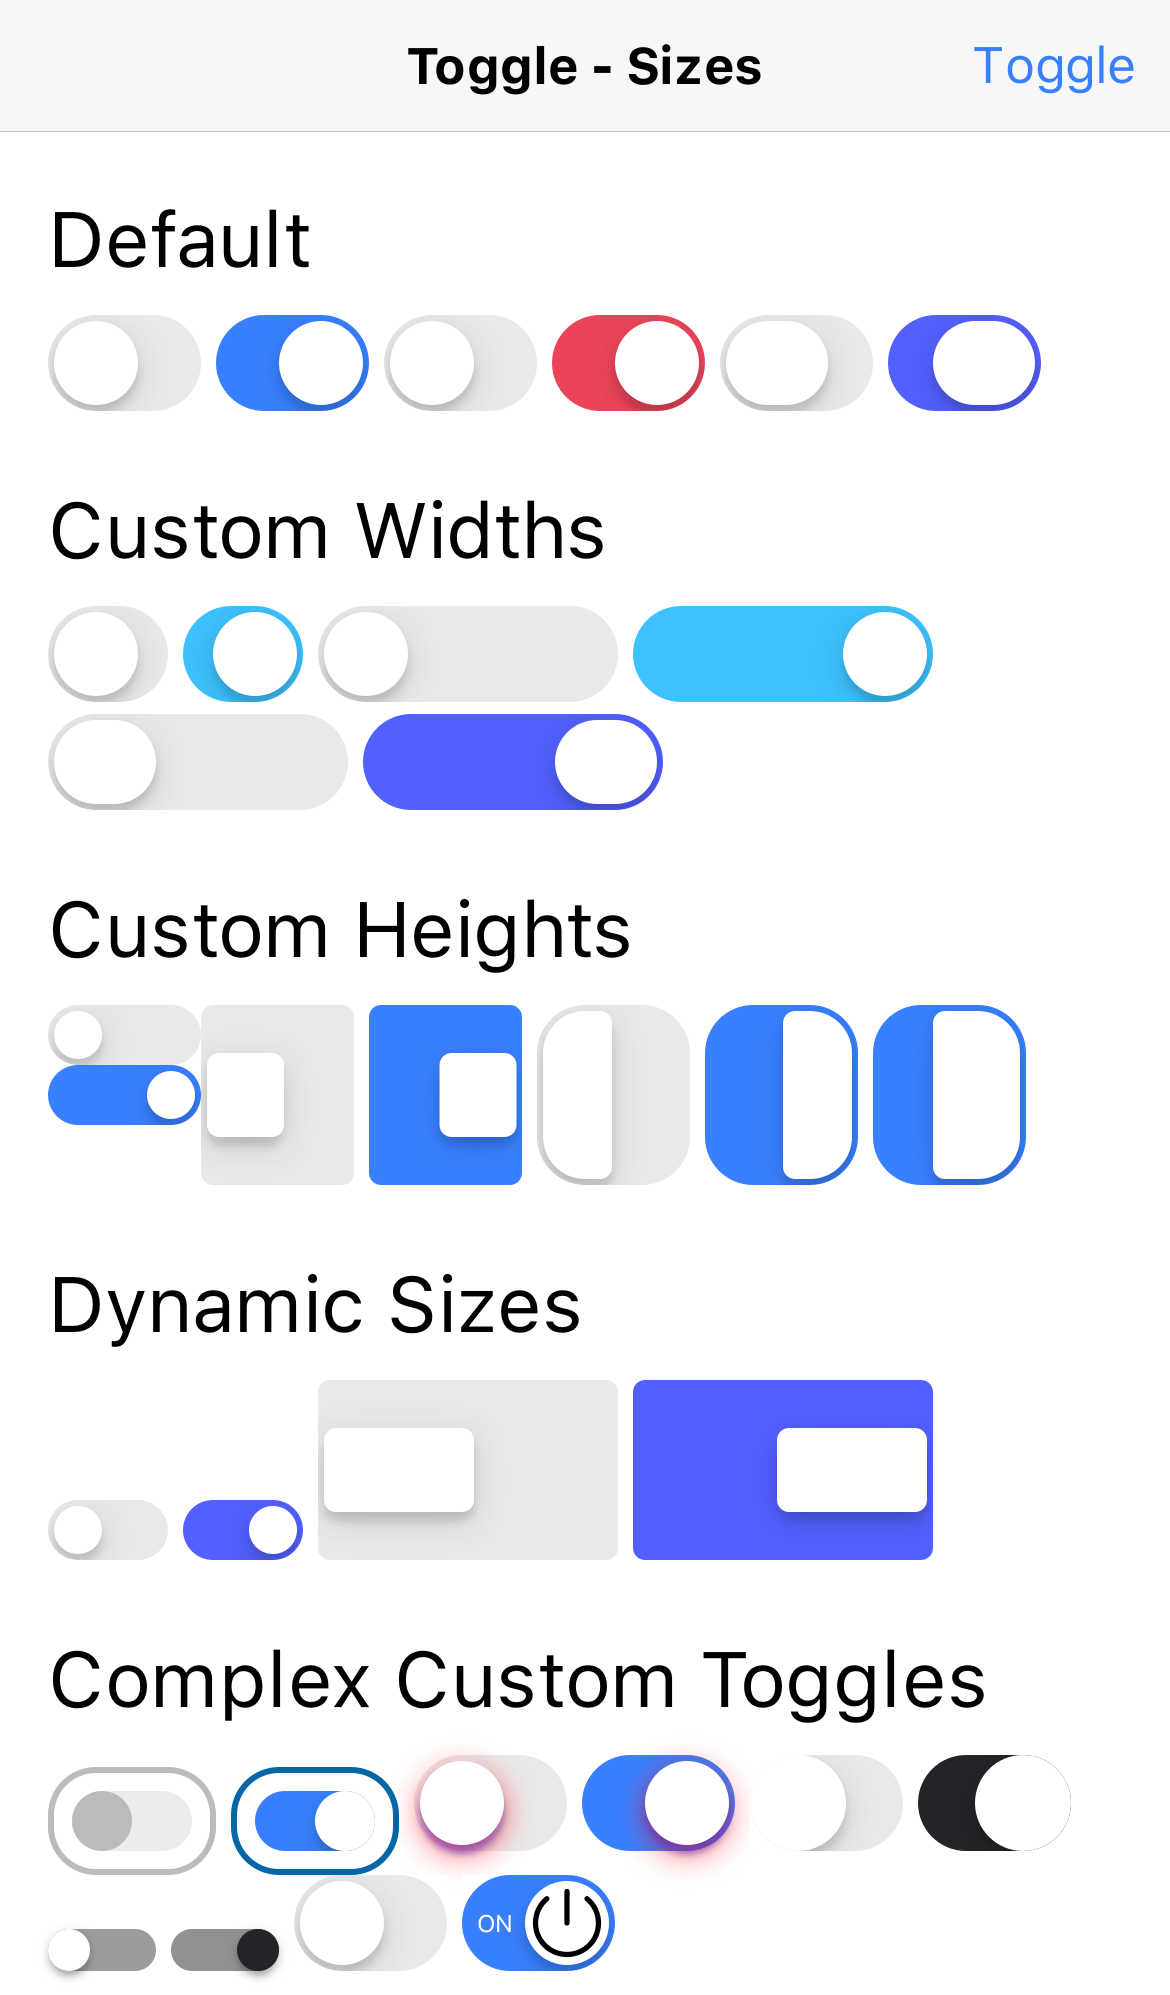 Toggle - Sizes
Toggle
Default
Custom Widths
Custom Heights
Dynamic Sizes
Complex Custom Toggles
ON